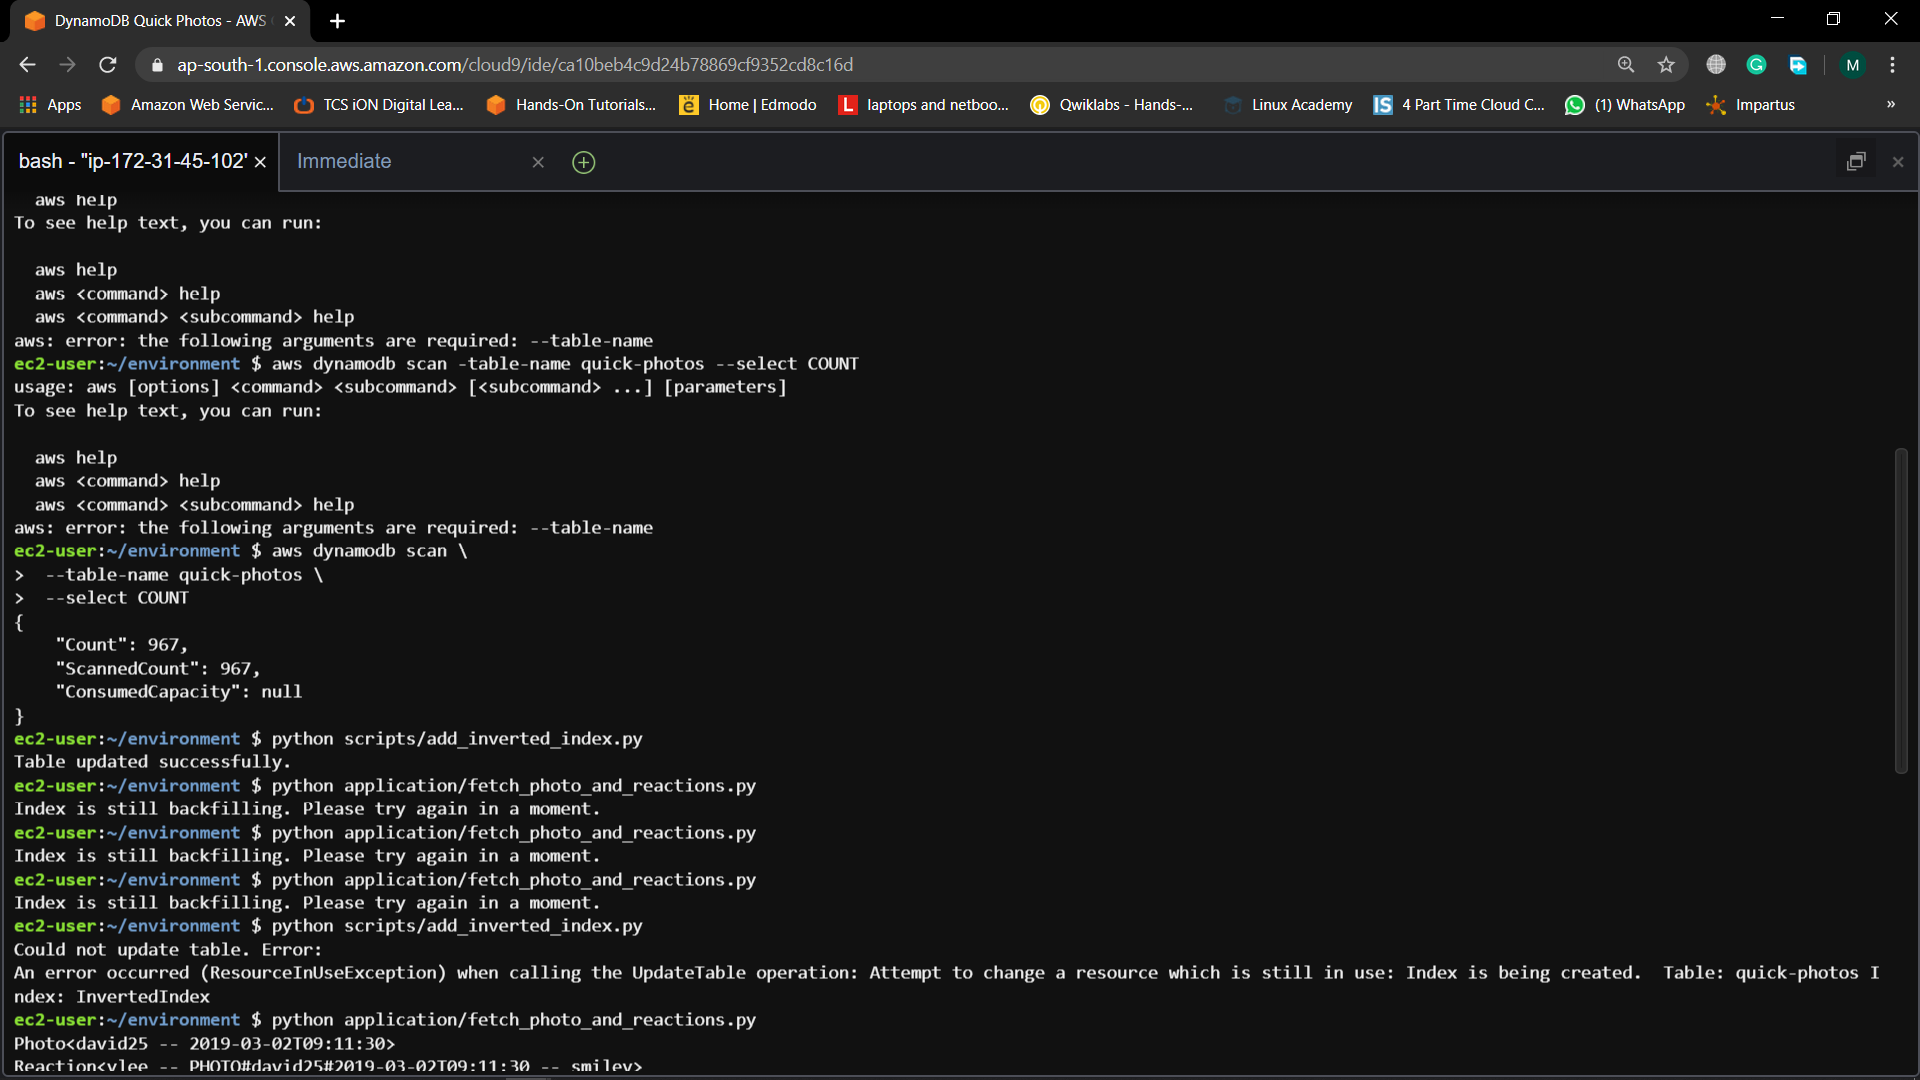 DynamoDB Quick Photos - AWS
ap-south-1.console.aws.amazon.com/cloud9/ide/ca10beb4c9d24b78869cf9352cd8c16d
M
Apps
Amazon Web Servic...
TCS iON Digital Lea...
Hands-On Tutorials...
Home | Edmodo
L
laptops and netboo...
Qwiklabs - Hands-...
Linux Academy
IS
4 Part Time Cloud C...
(1) WhatsApp
Impartus
»
bash - "ip-172-31-45-102'
Immediate
aws help
To see help text, you can run:
aws help
aws <command> help
aws <command> <subcommand> help
aws: error: the following arguments are required: --table-name
ec2-user:~/environment $ aws dynamodb scan -table-name quick-photos --select COUNT
usage: aws [options] <command> <subcommand> [<subcommand> ...] [parameters]
To see help text, you can run:
aws help
aws <command> help
aws <command> <subcommand> help
aws: error: the following arguments are required: --table-name
ec2-user:~/environment $ aws dynamodb scan \
>  --table-name quick-photos \
>  --select COUNT
{
"Count": 967,
"ScannedCount": 967,
"ConsumedCapacity": null
}
ec2-user:~/environment $ python scripts/add_inverted_index.py
Table updated successfully.
ec2-user:~/environment $ python application/fetch_photo_and_reactions.py
Index is still backfilling. Please try again in a moment.
ec2-user:~/environment $ python application/fetch_photo_and_reactions.py
Index is still backfilling. Please try again in a moment.
ec2-user:~/environment $ python application/fetch_photo_and_reactions.py
Index is still backfilling. Please try again in a moment.
ec2-user:~/environment $ python scripts/add_inverted_index.py
Could not update table. Error:
An error occurred (ResourceInUseException) when calling the UpdateTable operation: Attempt to change a resource which is still in use: Index is being created.  Table: quick-photos I
ndex: InvertedIndex
ec2-user:~/environment $ python application/fetch_photo_and_reactions.py
Photo<david25 -- 2019-03-02T09:11:30>
Reaction<ylee -- PHOTO#david25#2019-03-02T09:11:30 -- smiley>